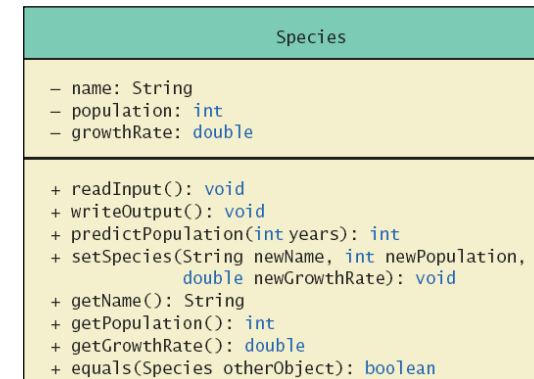 Species
– name: String
– population: int
– growthRate: double
+ readInput(): void
+ writeOutput(): void
+ predictPopulation(int years): int
+ setSpecies(String newName, int newPopulation,
double newGrowthRate): void
+ getName(): String
+ getPopulation(): int
+ getGrowthRate(): double
+ equals(Species otherObject): boolean